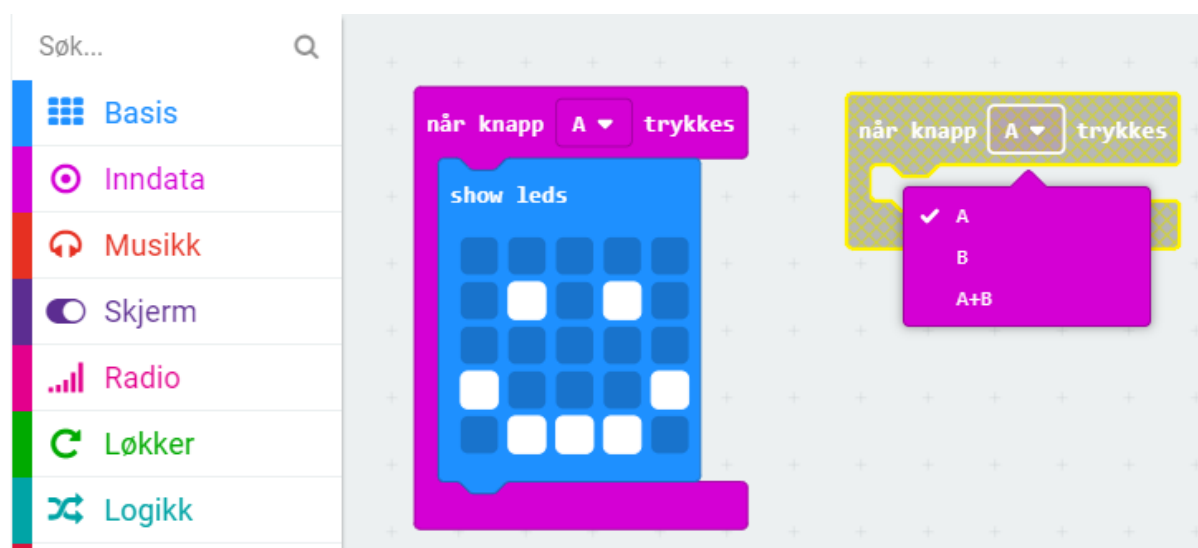 Søk...
Basis
Inndata
Musikk
Skjerm
Radio
Løkker
Logikk
når knapp A trykkes
show leds
når knapp A trykkes
A
B
A+B